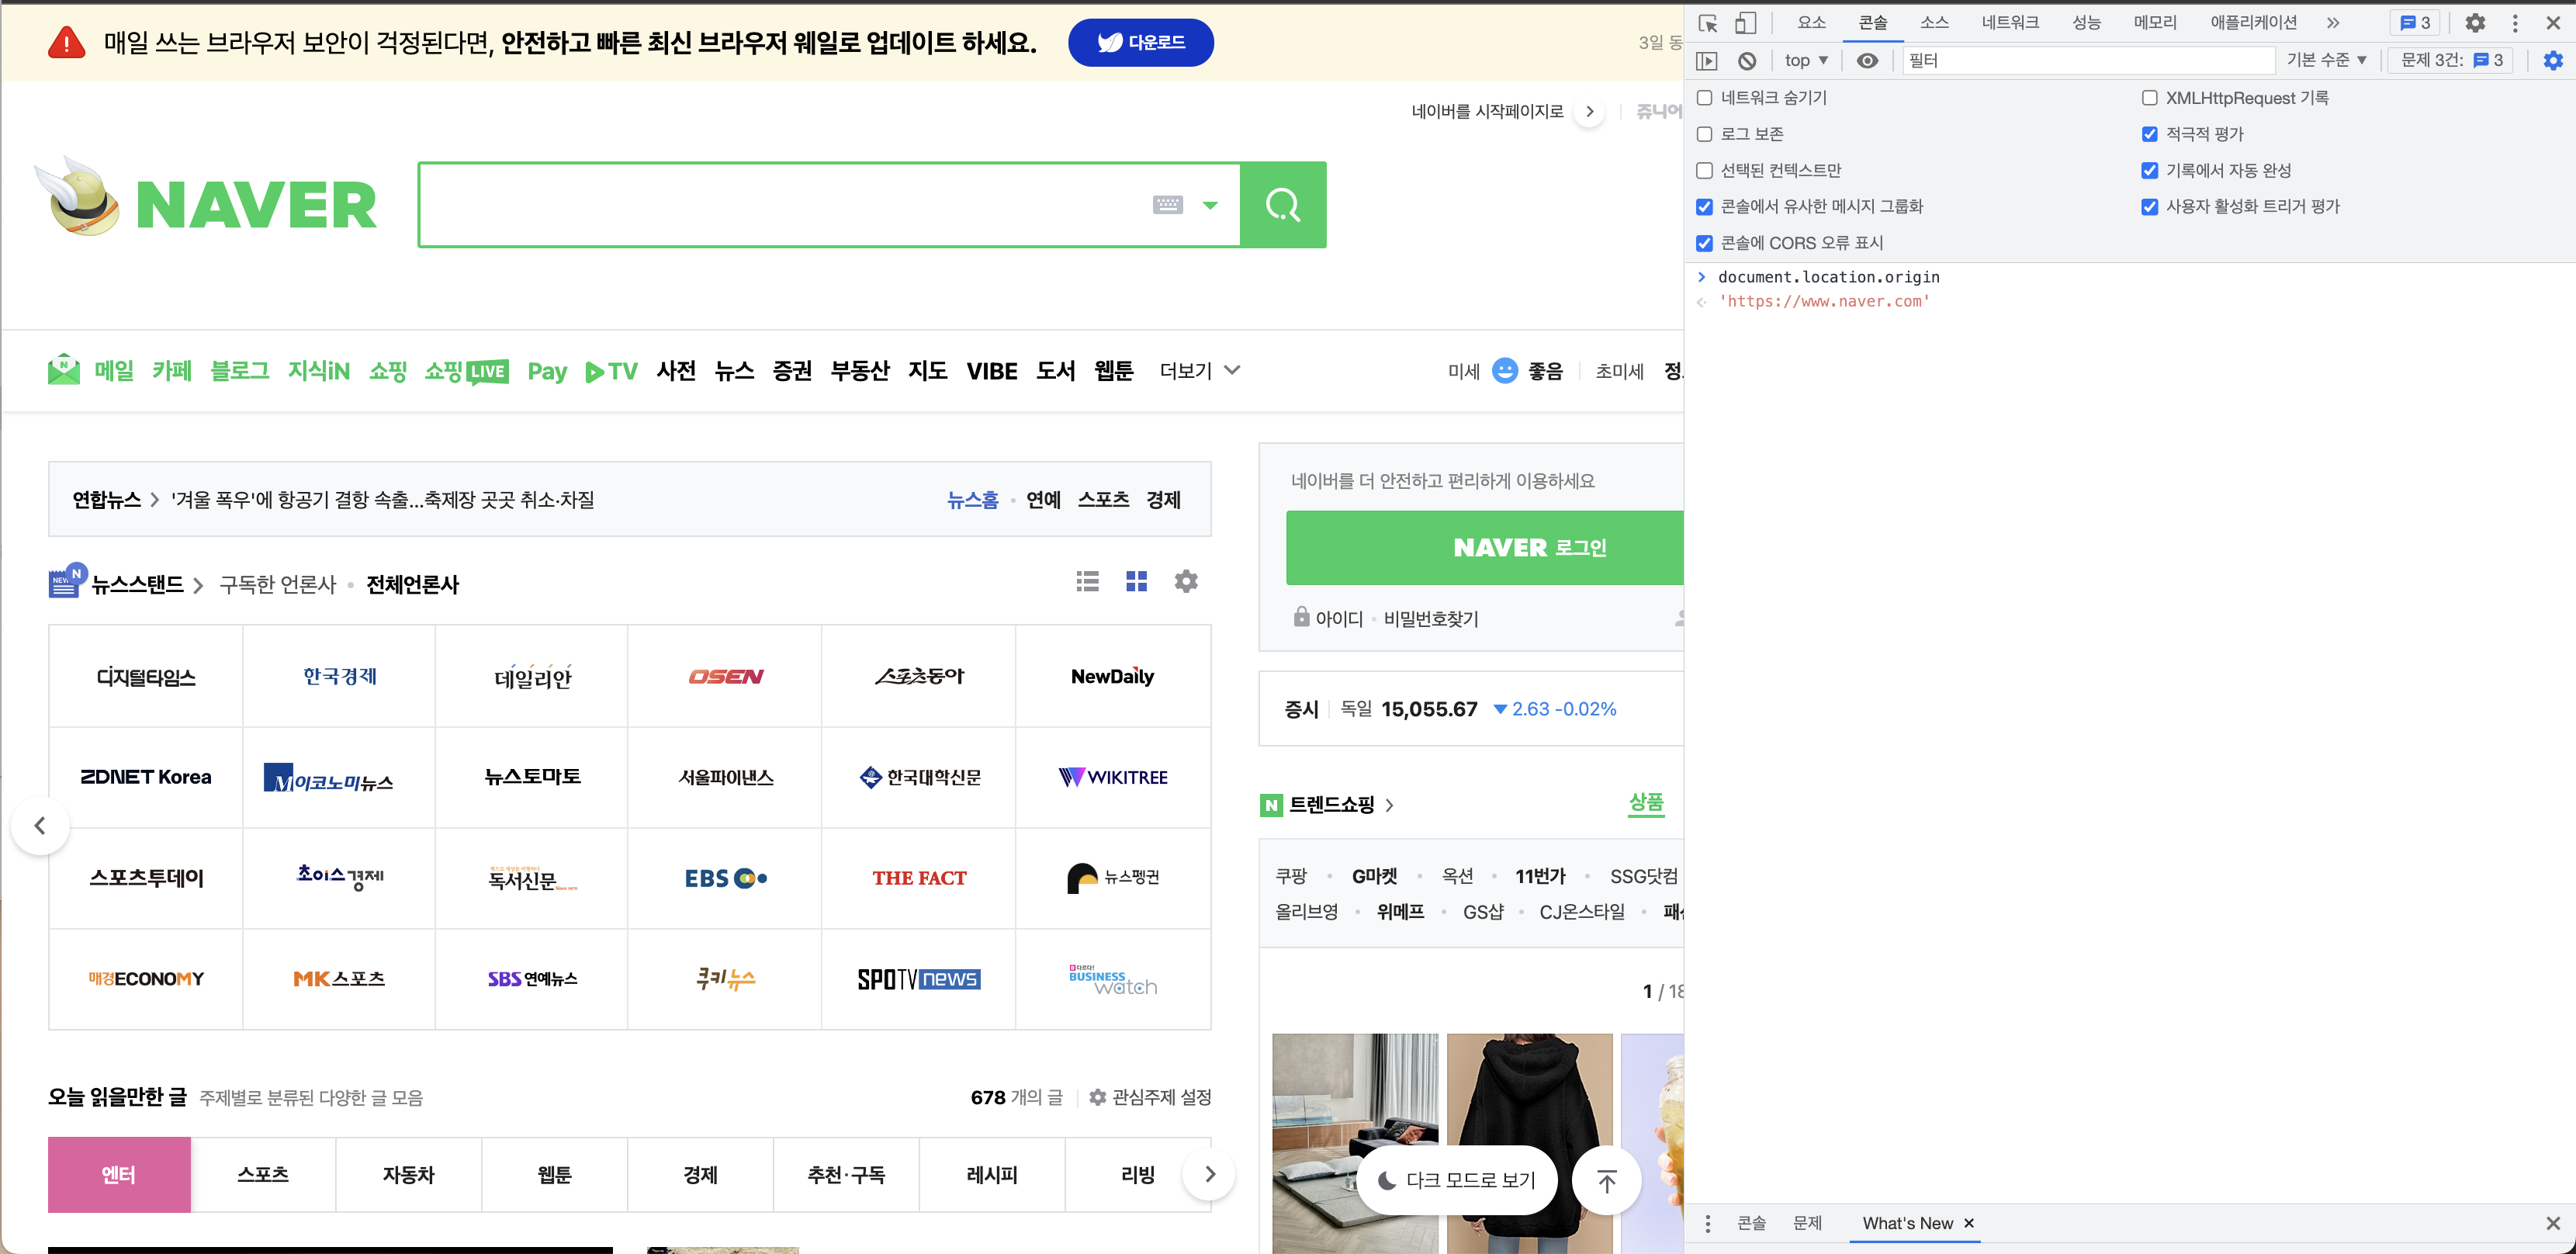 매일 쓰는 브라우저 보안이 걱정된다면, 안전하고 빠른 최신 브라우저 웨일로 업데이트 하세요. 다운로드
3일 동
네이버를 시작페이지로
쥬니어
NAVER
메일 카페 블로그 지식iN 쇼핑 쇼핑LIVE Pay TV 사전 뉴스 증권 부동산 지도 VIBE 도서 웹툰 더보기
미세 좋음 초미세
연합뉴스 > '겨울 폭우'에 항공기 결항 속출...축제장 곳곳 취소·차질
뉴스홈 · 연예 스포츠 경제
NEW N 뉴스스탠드 > 구독한 언론사 · 전체언론사
디지털타임스 한국경제 데일리안 OSEN 스포츠동아 NewDaily
ZDNET Korea M이코노미뉴스 뉴스토마토 서울파이낸스 한국대학신문 WIKITREE
스포츠투데이 초이스경제 독서신문 EBS THE FACT 뉴스펭귄
매경ECONOMY MK스포츠 SBS연예뉴스 쿠키뉴스 SPOTV news BUSINESS watch
오늘 읽을만한 글 주제별로 분류된 다양한 글 모음
678 개의 글 관심주제 설정
엔터 스포츠 자동차 웹툰 경제 추천·구독 레시피 리빙
네이버를 더 안전하고 편리하게 이용하세요
NAVER 로그인
아이디 · 비밀번호찾기
증시 독일 15,055.67 ▼ 2.63 -0.02%
N 트렌드쇼핑 >
상품
쿠팡 · G마켓 · 옥션 · 11번가 · SSG닷컴
올리브영 · 위메프 · GS샵 · CJ온스타일 ·
1 / 18
다크 모드로 보기
요소 콘솔 소스 네트워크 성능 메모리 애플리케이션 » 3
top ▼ 필터 기본 수준 ▼ 문제 3건: 3
네트워크 숨기기
XMLHttpRequest 기록
로그 보존
적극적 평가
선택된 컨텍스트만
기록에서 자동 완성
콘솔에서 유사한 메시지 그룹화
사용자 활성화 트리거 평가
콘솔에 CORS 오류 표시
document.location.origin
'https://www.naver.com'
콘솔 문제 What's New ×